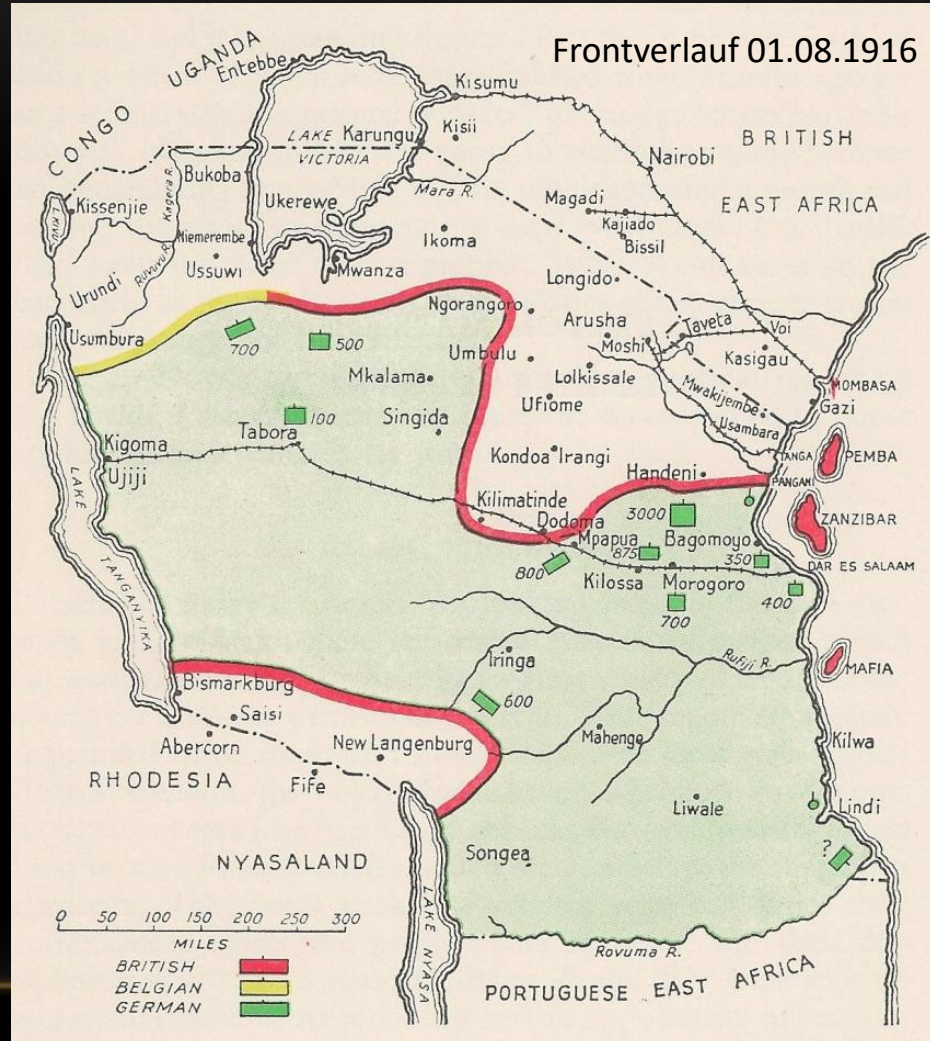 Frontverlauf 01.08.1916
UGANDA
Entebbe
CONGO
Kisumu
LAKE
VICTORIA
Karungu
Kisii
BRITISH
EAST AFRICA
Nairobi
Kagera R.
Bukoba
Mara R.
Magadi
Kajiado
Bissil
L. KIVU
Kissenjie
Ukerewe
Niemerembe
Ikoma
Ruvuvu R.
Ussuwi
Mwanza
Longido
Urundi
Ngorangoro
Arusha
Taveta
Voi
Usumbura
700
500
Umbulu
Moshi
Kasigau
Mkalama
Lolkissale
MOMBASA
Ufiome
Mwakijembe
Gazi
100
Tabora
Singida
Usambara
Kigoma
Ujiji
Kondoa Irangi
Handeni
TANGA
PEMBA
PANGANI
LAKE
TANGANYIKA
Kilimatinde
3000
ZANZIBAR
Dodoma
Mpapua
875
Bagomoyo
350
800
Kilossa
Morogoro
DAR ES SALAAM
700
400
Iringa
Rufiji R.
MAFIA
Bismarkburg
600
Saisi
Mahenge
Abercorn
New Langenburg
Kilwa
RHODESIA
Fife
Liwale
Lindi
NYASALAND
Songea
?
LAKE NYASA
0 50 100 150 200 250 300
MILES
Rovuma R.
BRITISH
BELGIAN
GERMAN
PORTUGUESE EAST AFRICA